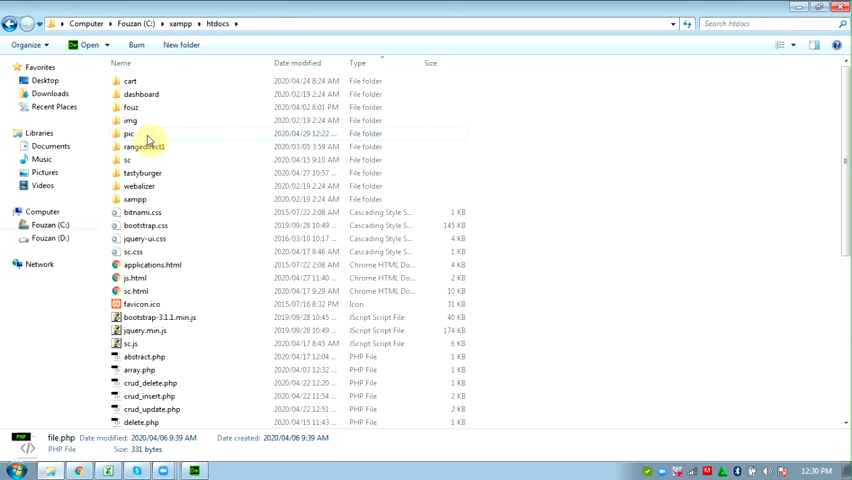 Computer ▸ Fouzan (C:) ▸ xampp ▸ htdocs ▸
Search htdocs
Organize ▾ Dw Open ▾ Burn New folder
Name Date modified Type Size
Favorites
Desktop
Downloads
Recent Places
Libraries
Documents
Music
Pictures
Videos
Computer
Fouzan (C:)
Fouzan (D:)
Network
cart 2020/04/24 8:24 AM File folder
dashboard 2020/02/19 2:24 AM File folder
fouz 2020/04/02 8:01 PM File folder
img 2020/02/19 2:24 AM File folder
pic 2020/04/29 12:22 ... File folder
rangedirect1 2020/03/05 3:59 AM File folder
sc 2020/04/15 9:10 AM File folder
tastyburger 2020/04/27 10:57 ... File folder
webalizer 2020/02/19 2:24 AM File folder
xampp 2020/02/19 2:24 AM File folder
bitnami.css 2015/07/22 2:08 AM Cascading Style S... 1 KB
bootstrap.css 2019/09/28 10:49 ... Cascading Style S... 145 KB
jquery-ui.css 2016/03/10 10:17 ... Cascading Style S... 34 KB
sc.css 2020/04/17 8:46 AM Cascading Style S... 1 KB
applications.html 2015/07/22 2:08 AM Chrome HTML Do... 4 KB
js.html 2020/04/27 11:40 ... Chrome HTML Do... 2 KB
sc.html 2020/04/17 9:29 AM Chrome HTML Do... 10 KB
favicon.ico 2015/07/16 8:32 PM Icon 31 KB
bootstrap-3.1.1.min.js 2019/09/28 10:45 ... JScript Script File 40 KB
jquery.min.js 2019/09/28 10:49 ... JScript Script File 174 KB
sc.js 2020/04/17 8:45 AM JScript Script File 6 KB
abstract.php 2020/04/17 12:04 ... PHP File 1 KB
array.php 2020/04/03 12:32 ... PHP File 1 KB
crud_delete.php 2020/04/22 12:20 ... PHP File 1 KB
crud_insert.php 2020/04/22 11:54 ... PHP File 2 KB
crud_update.php 2020/04/22 12:51 ... PHP File 2 KB
delete.php 2020/04/15 11:43 ... PHP File 1 KB
PHP file.php Date modified: 2020/04/06 9:39 AM Date created: 2020/04/06 9:39 AM
PHP File Size: 331 bytes
Dw
12:30 PM